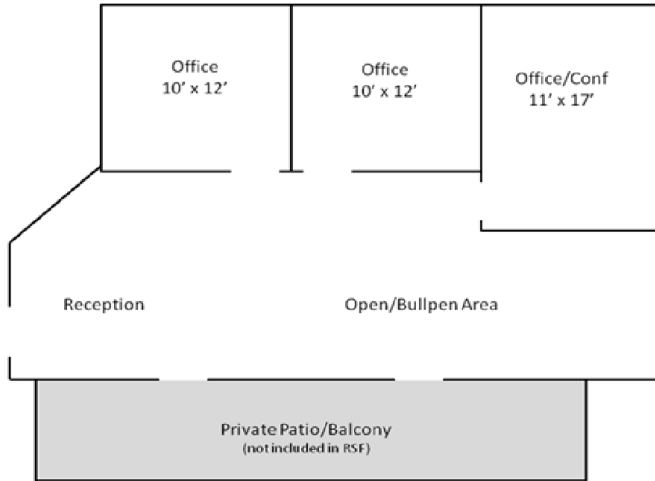 Office
10’ x 12’
Office
10’ x 12’
Office/Conf
11’ x 17’
Reception
Open/Bullpen Area
Private Patio/Balcony
(not included in RSF)